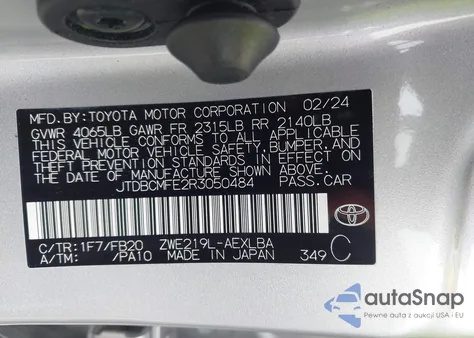 MFD. BY: TOYOTA MOTOR CORPORATION 02/24
GVWR 4065LB GAWR FR 2315LB RR 2140LB
THIS VEHICLE CONFORMS TO ALL APPLICABLE
FEDERAL MOTOR VEHICLE SAFETY, BUMPER, AND
THEFT PREVENTION STANDARDS IN EFFECT ON
THE DATE OF MANUFACTURE SHOWN ABOVE.
JTDBCMFE2R3050484 PASS. CAR
C/TR: 1F7/FB20 ZWE219L-AEXLBA
A/TM: /PA10 MADE IN JAPAN 349 C
TOYOTA
autoSnap
Pewne auta z aukcji USA i EU